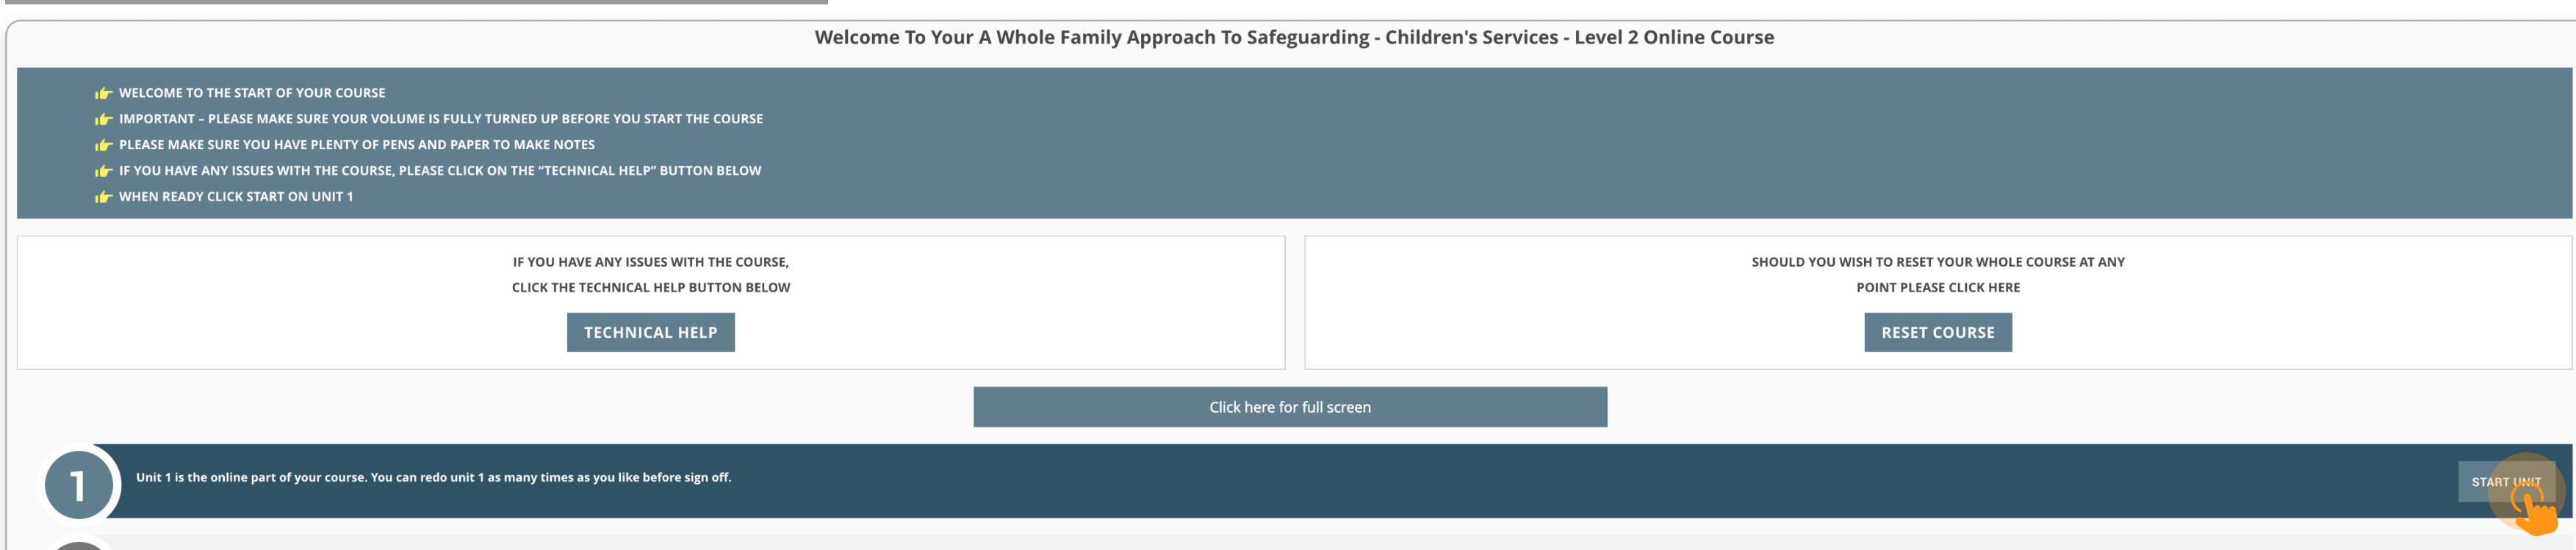 Welcome To Your A Whole Family Approach To Safeguarding - Children's Services - Level 2 Online Course
WELCOME TO THE START OF YOUR COURSE
IMPORTANT – PLEASE MAKE SURE YOUR VOLUME IS FULLY TURNED UP BEFORE YOU START THE COURSE
PLEASE MAKE SURE YOU HAVE PLENTY OF PENS AND PAPER TO MAKE NOTES
IF YOU HAVE ANY ISSUES WITH THE COURSE, PLEASE CLICK ON THE “TECHNICAL HELP” BUTTON BELOW
WHEN READY CLICK START ON UNIT 1
IF YOU HAVE ANY ISSUES WITH THE COURSE,
CLICK THE TECHNICAL HELP BUTTON BELOW
TECHNICAL HELP
SHOULD YOU WISH TO RESET YOUR WHOLE COURSE AT ANY
POINT PLEASE CLICK HERE
RESET COURSE
Click here for full screen
1
Unit 1 is the online part of your course. You can redo unit 1 as many times as you like before sign off.
START UNIT